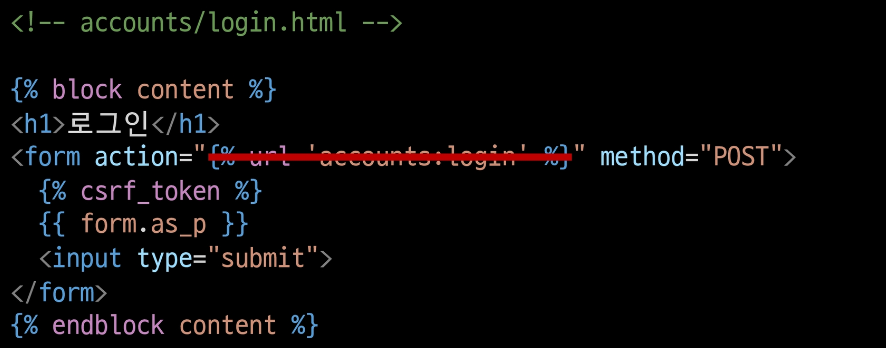 <!-- accounts/login.html -->
{% block content %}
<h1>로그인</h1>
<form action="{% url 'accounts:login' %}" method="POST">
{% csrf_token %}
{{ form.as_p }}
<input type="submit">
</form>
{% endblock content %}